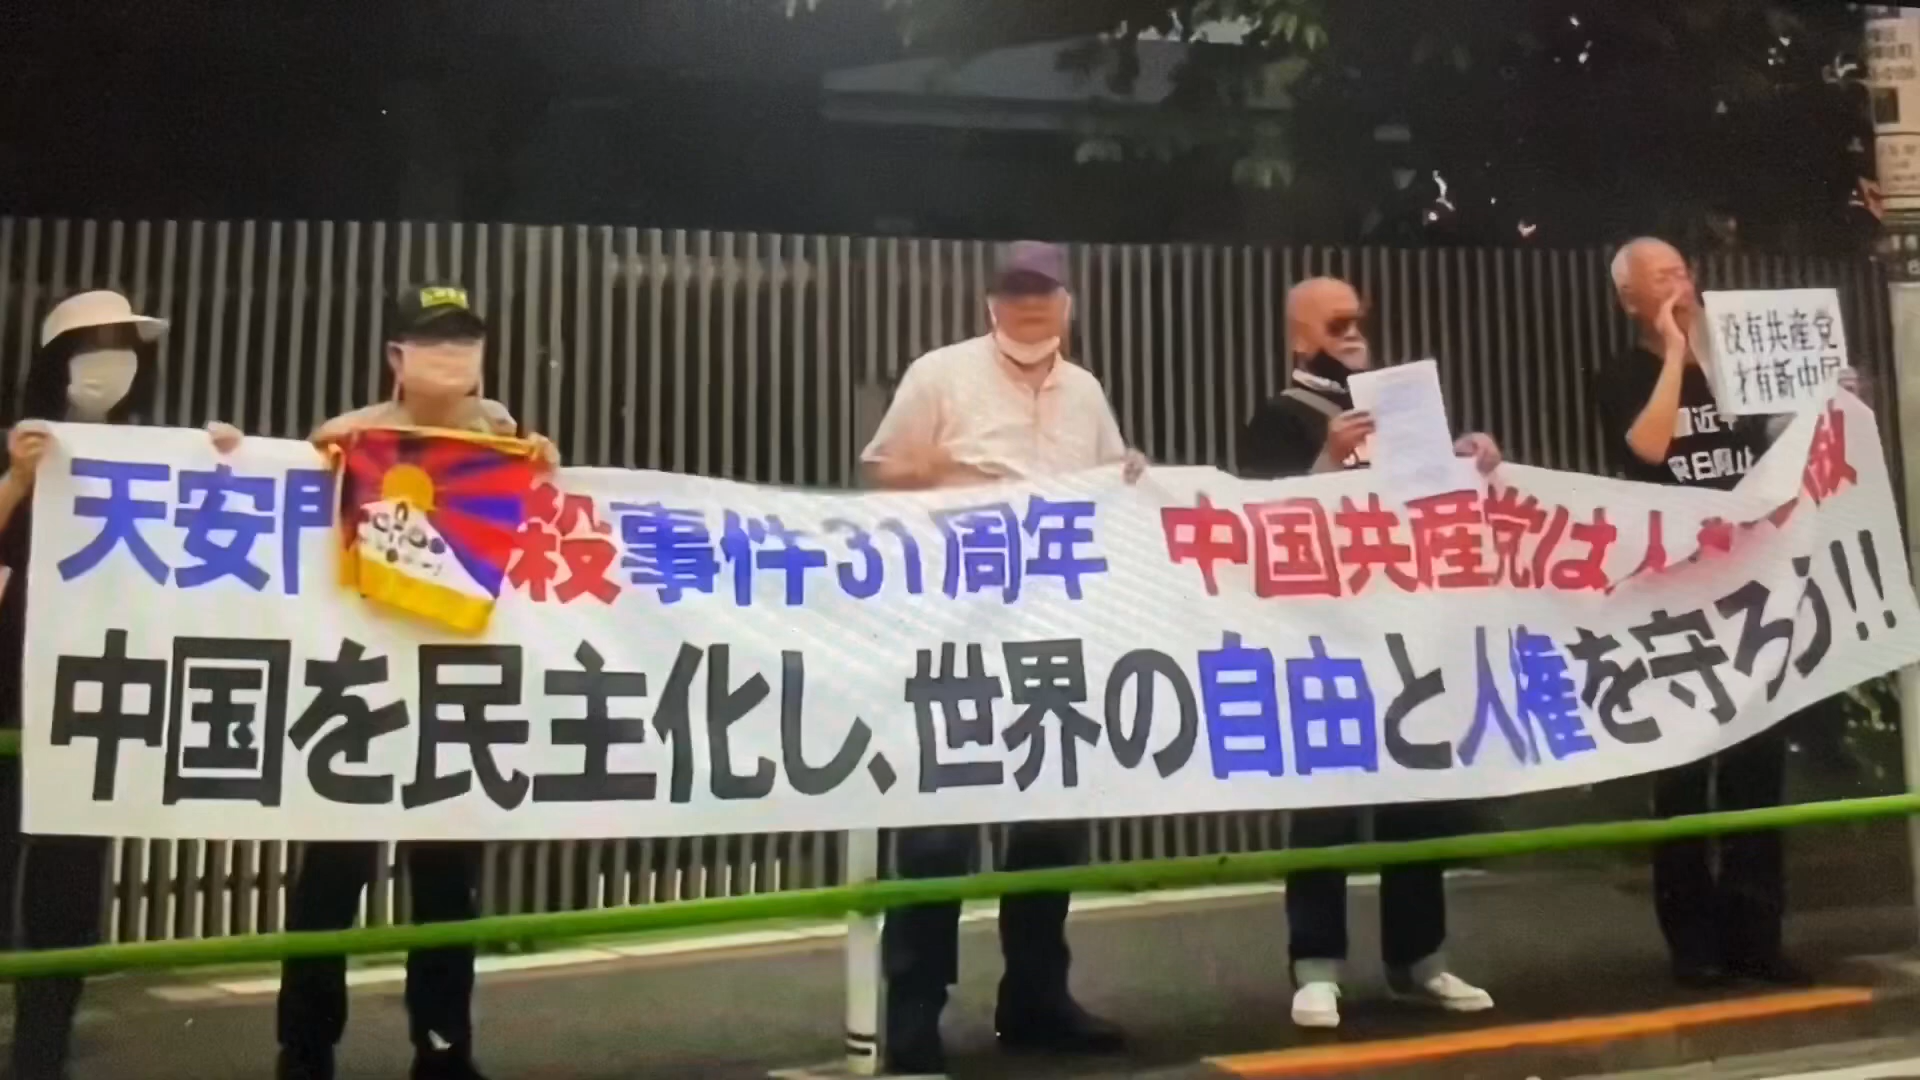 天安門 殺事件31周年 中国共産党は人
中国を民主化し、世界の自由と人権を守ろう!!
没有共産党
才有新中国